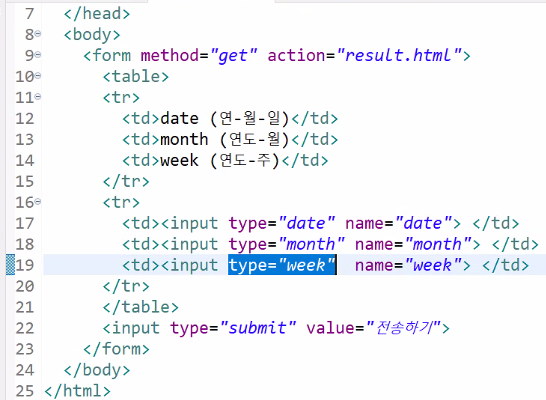 7   </head>
8   <body>
9     <form method="get" action="result.html">
10       <table>
11       <tr>
12         <td>date (연-월-일)</td>
13         <td>month (연도-월)</td>
14         <td>week (연도-주)</td>
15       </tr>
16       <tr>
17         <td><input type="date" name="date"> </td>
18         <td><input type="month" name="month"> </td>
19         <td><input type="week"  name="week"> </td>
20       </tr>
21       </table>
22       <input type="submit" value="전송하기">
23     </form>
24   </body>
25 </html>